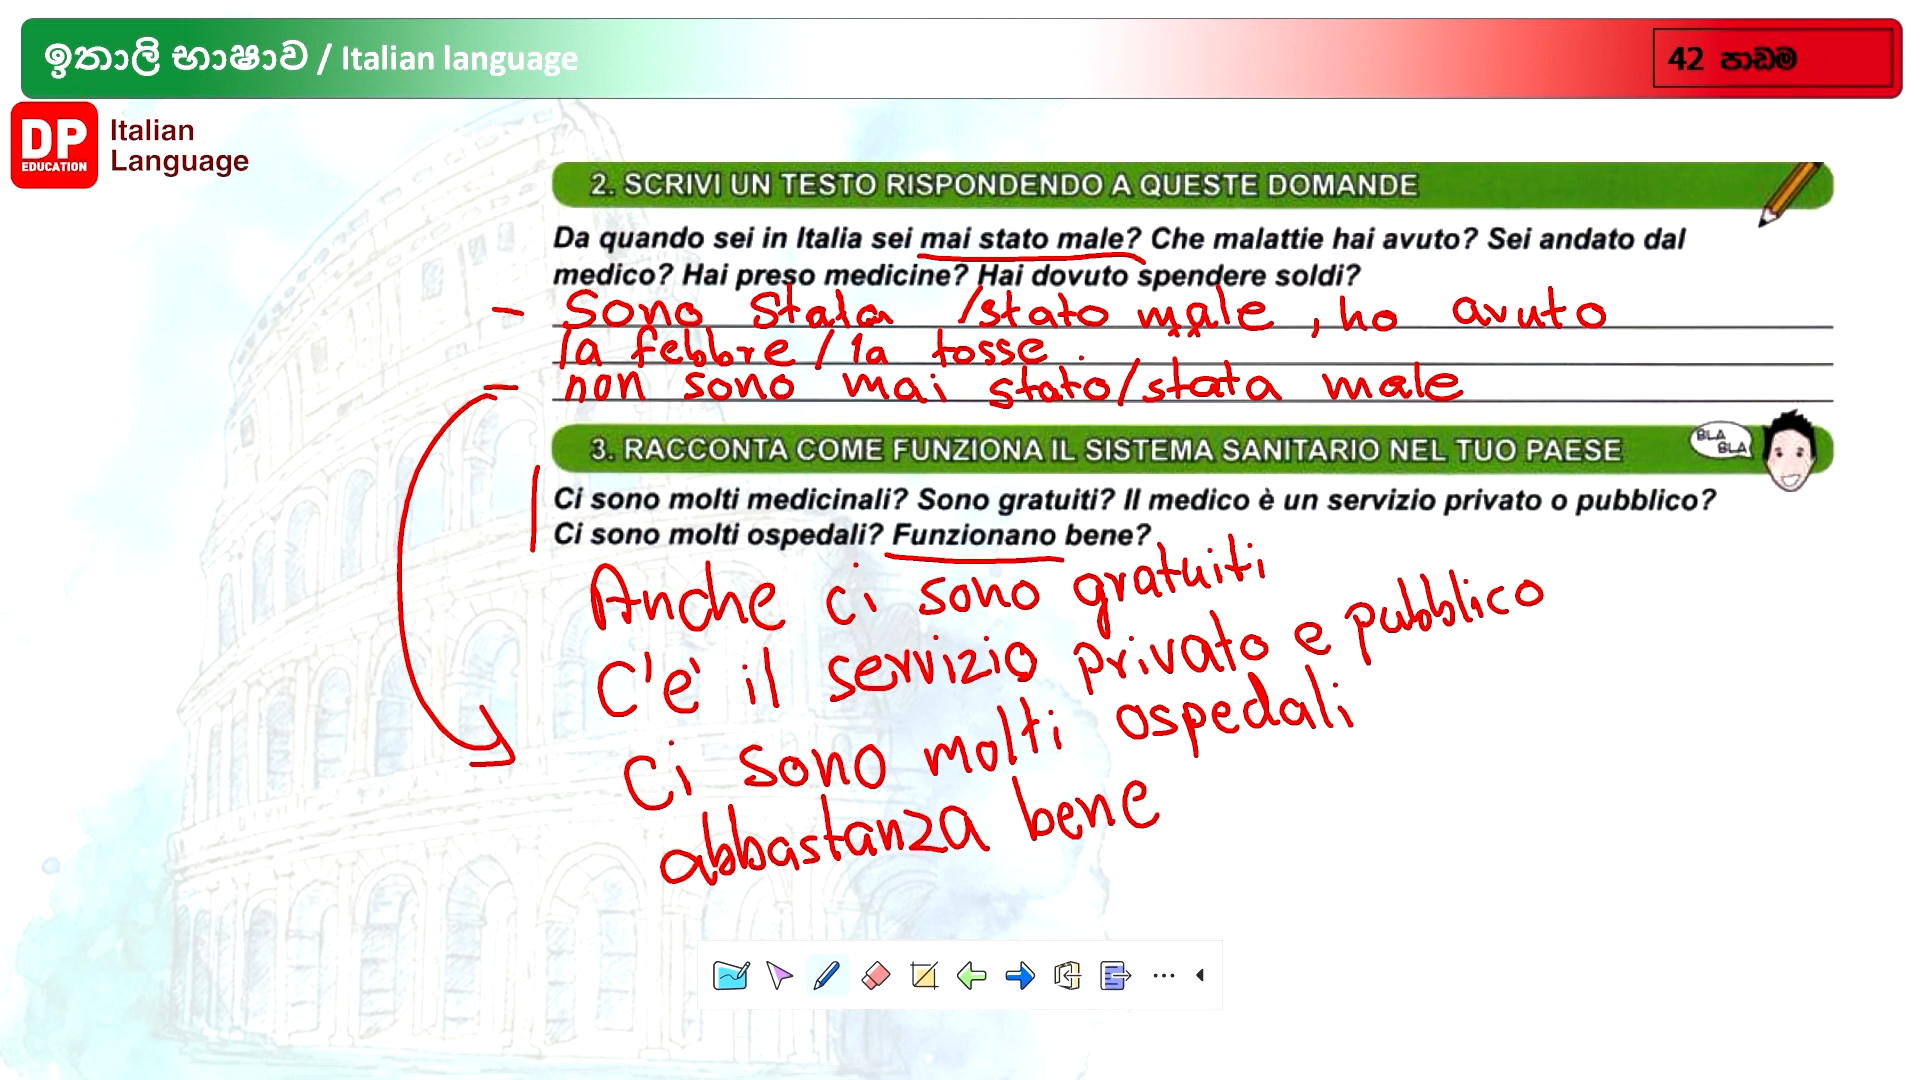 ඉතාලි භාෂාව / Italian language
42 පාඩම
DP
EDUCATION
Italian
Language
2. SCRIVI UN TESTO RISPONDENDO A QUESTE DOMANDE
Da quando sei in Italia sei mai stato male? Che malattie hai avuto? Sei andato dal
medico? Hai preso medicine? Hai dovuto spendere soldi?
- Sono stata /stato male, ho avuto
la febbre / la tosse.
- non sono mai stato/stata male
3. RACCONTA COME FUNZIONA IL SISTEMA SANITARIO NEL TUO PAESE
BLA
BLA
Ci sono molti medicinali? Sono gratuiti? Il medico è un servizio privato o pubblico?
Ci sono molti ospedali? Funzionano bene?
Anche ci sono gratuiti
C'è il servizio privato e pubblico
Ci sono molti ospedali
abbastanza bene